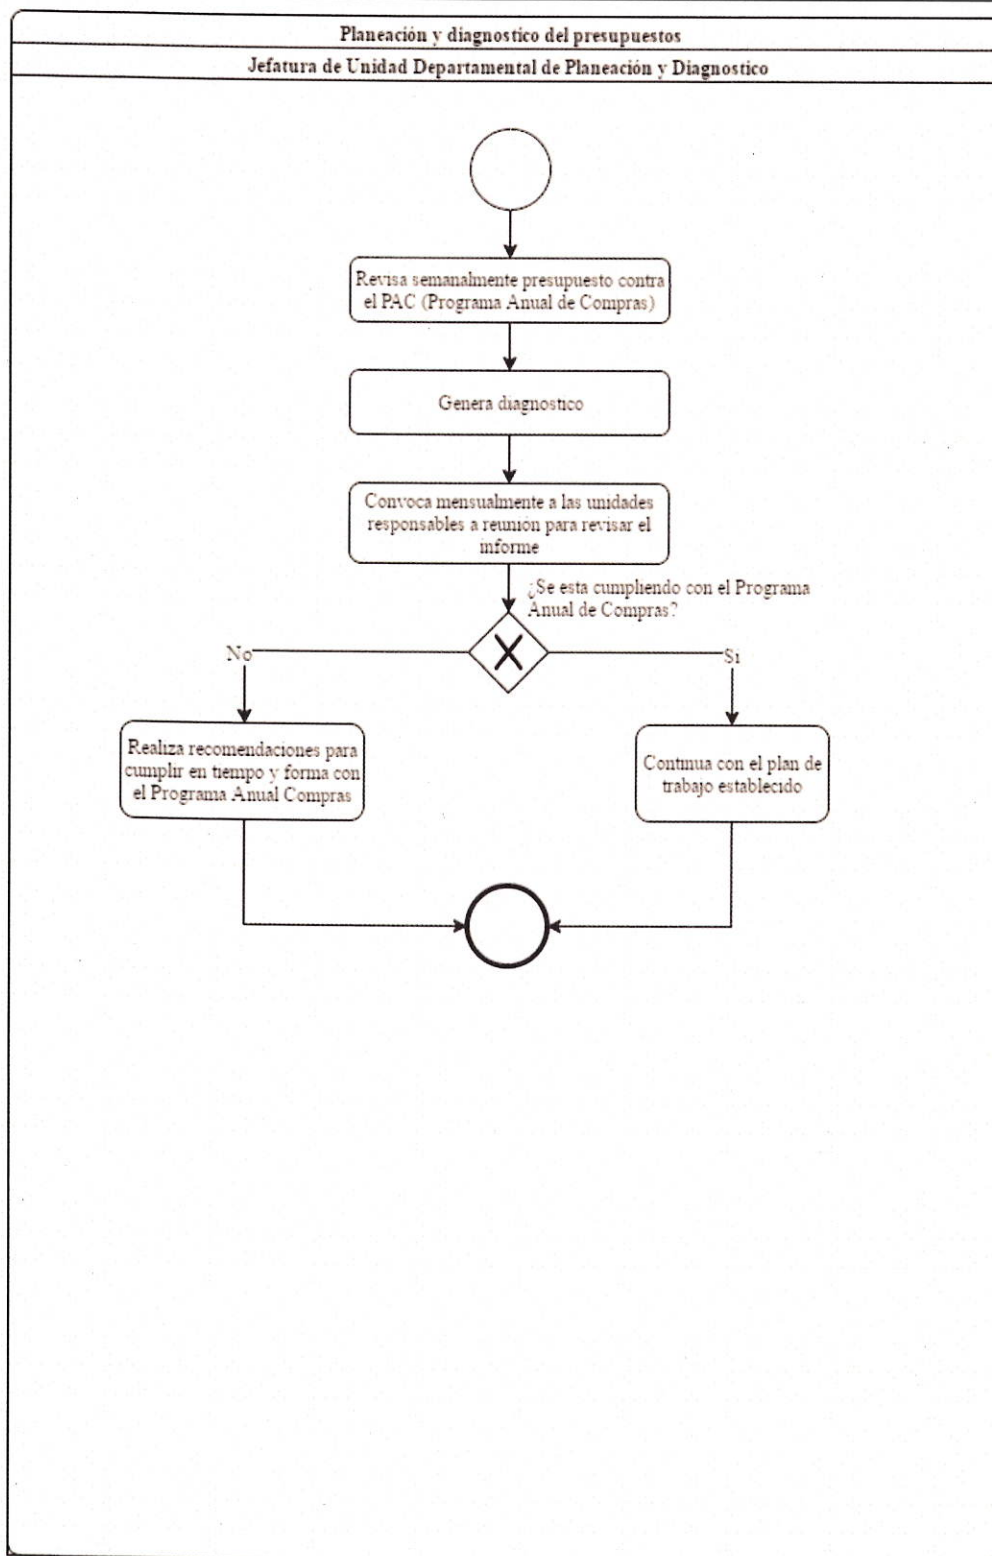 Planeación y diagnostico del presupuestos
Jefatura de Unidad Departamental de Planeación y Diagnostico
Revisa semanalmente presupuesto contra
el PAC (Programa Anual de Compras)
Genera diagnostico
Convoca mensualmente a las unidades
responsables a reunión para revisar el
informe
¿Se esta cumpliendo con el Programa
Anual de Compras?
No
Si
Realiza recomendaciones para
cumplir en tiempo y forma con
el Programa Anual Compras
Continua con el plan de
trabajo establecido